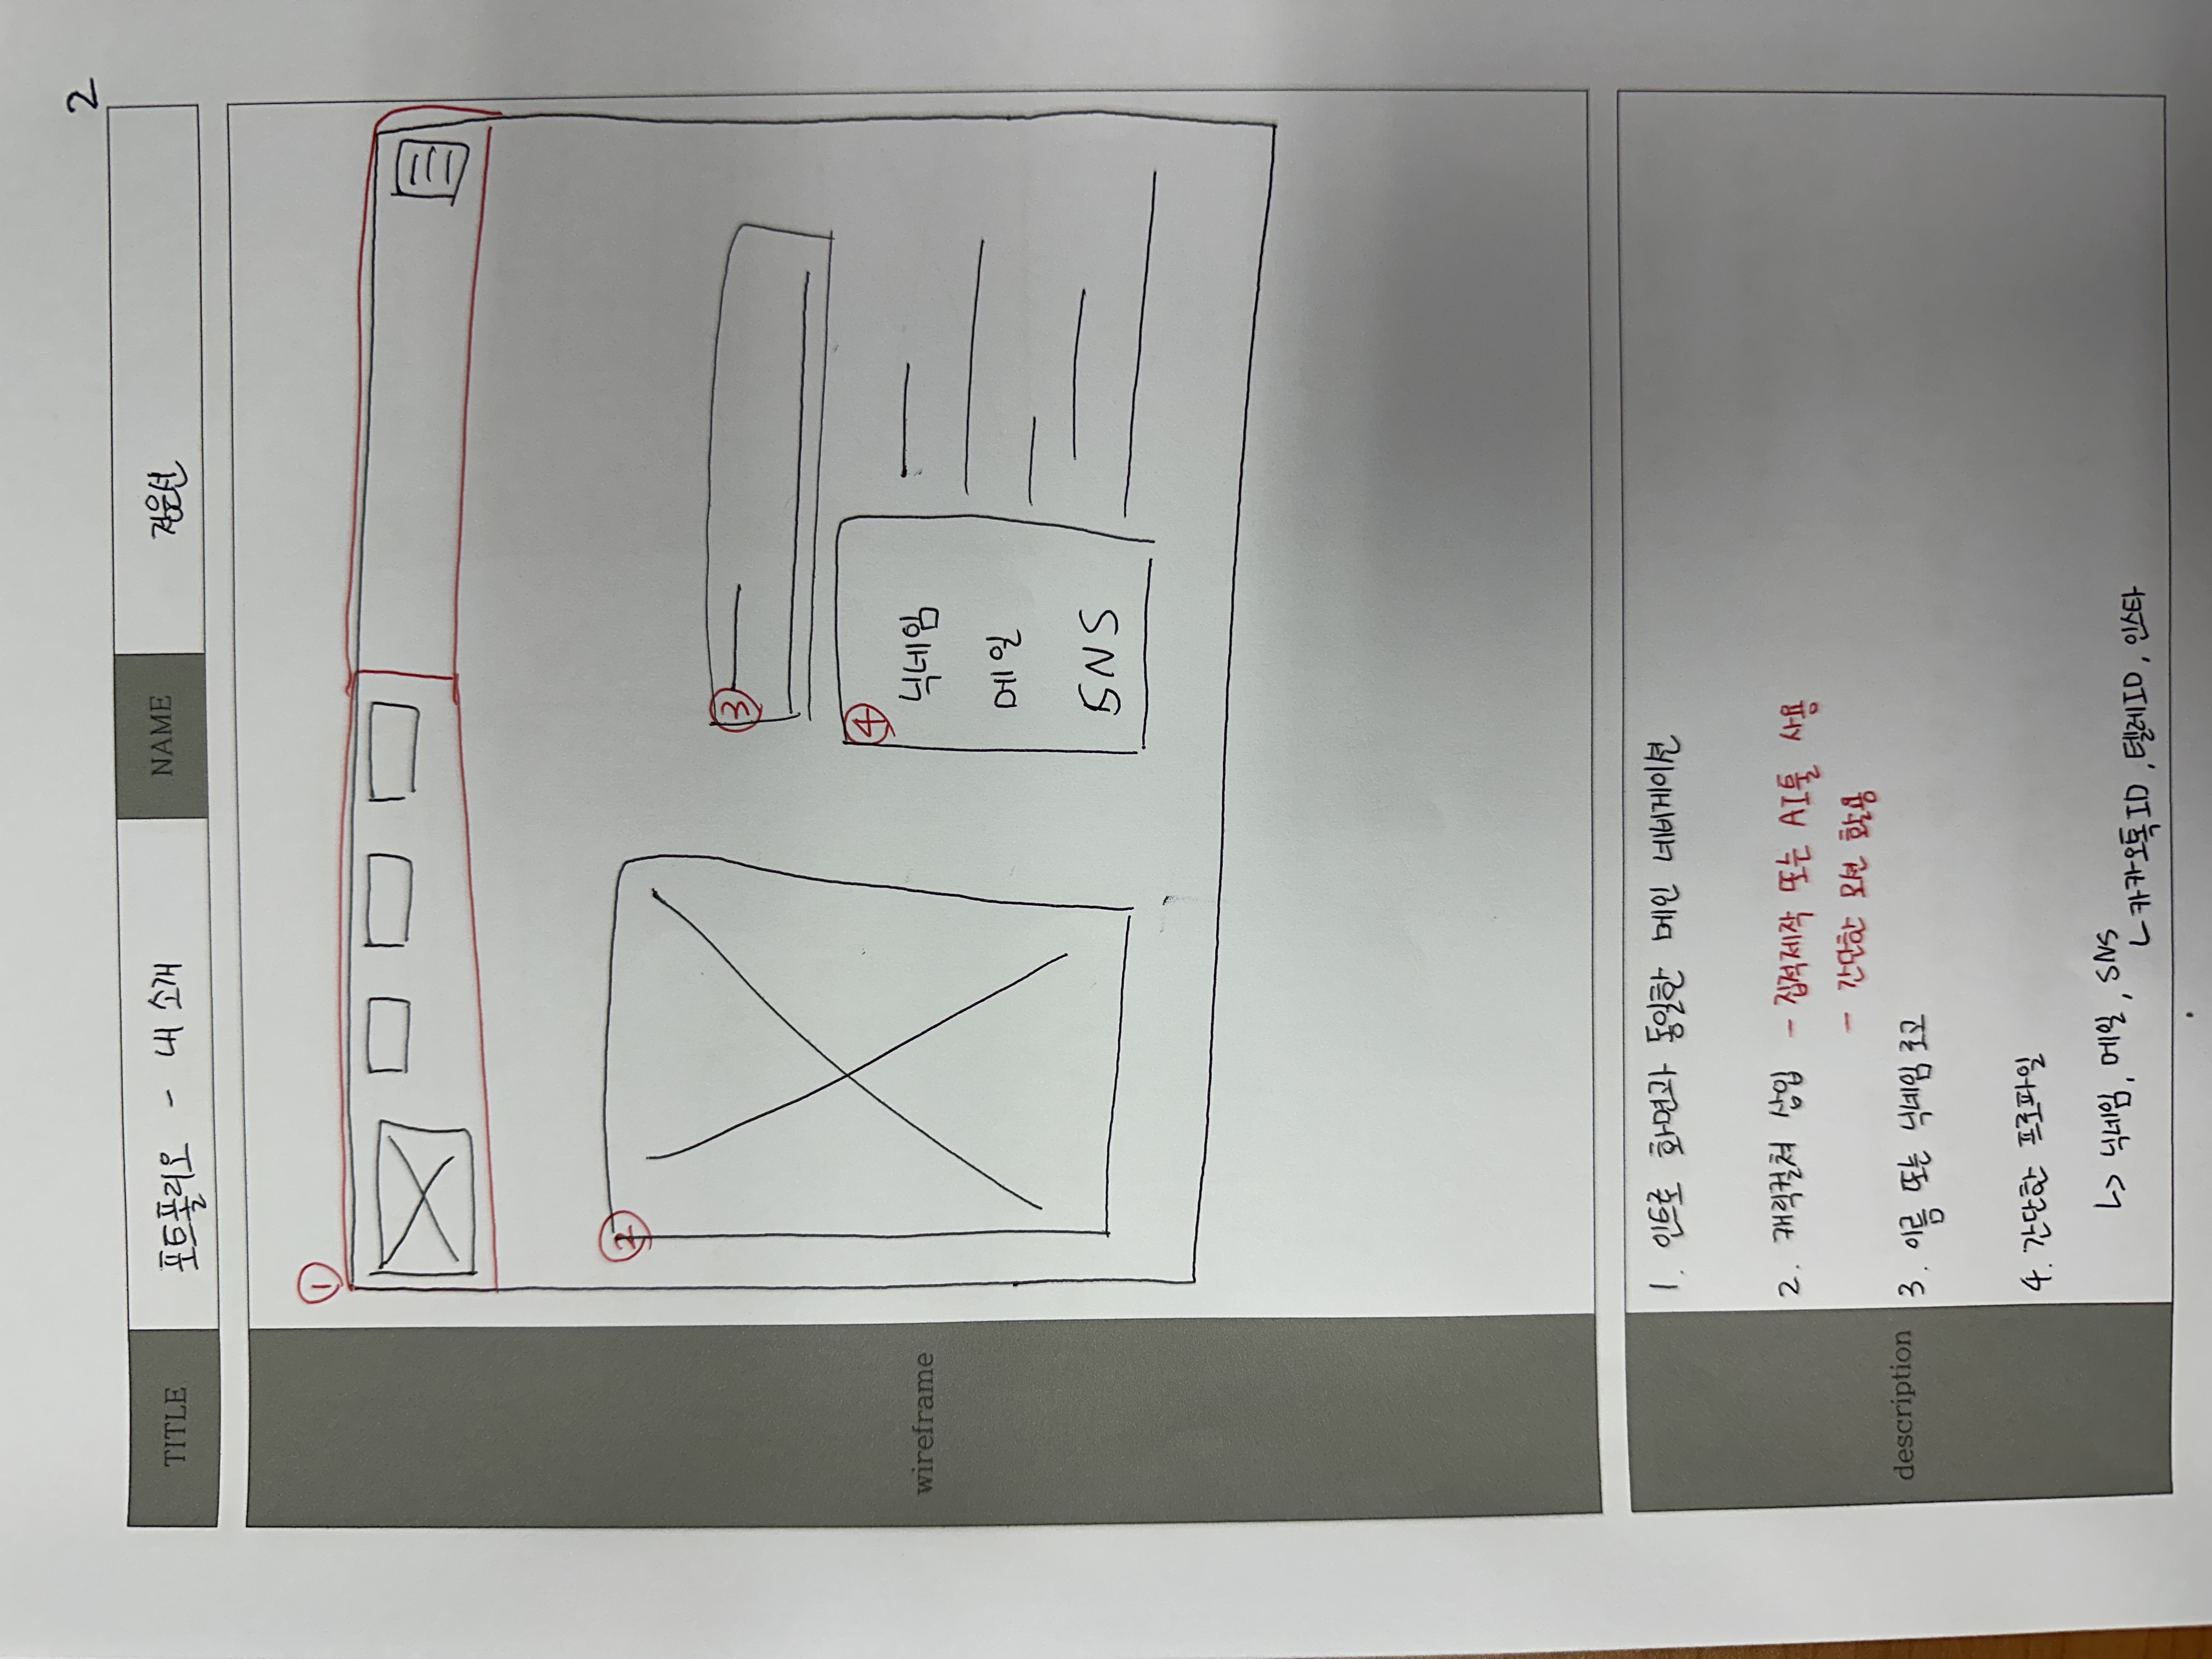 2
TITLE 포트폴리오 - 내 소개 NAME 전은선
①
②
③
④
닉네임
메일
SNS
wireframe
1. 인트로 화면과 동일한 메인 네비게이션
2. 캐릭컬쳐 삽입 - 집적제작 또는 AI툴 사용
- 간단한 모션 활용
description
3. 이름 또는 닉네임 로고
4. 간단한 프로파일
↳ 닉네임, 메일, SNS
↳ 카카오톡ID, 텔레ID, 인스타